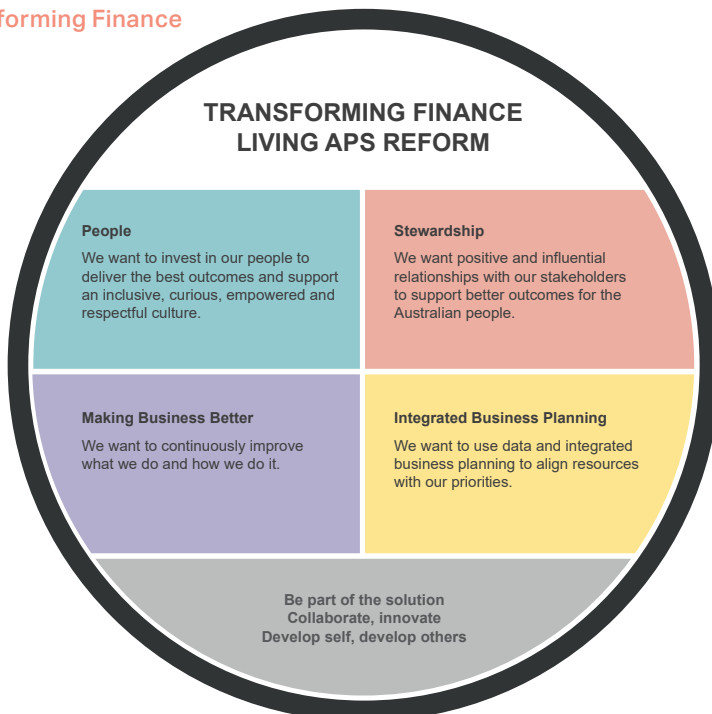 forming Finance
TRANSFORMING FINANCE
LIVING APS REFORM
People
We want to invest in our people to
deliver the best outcomes and support
an inclusive, curious, empowered and
respectful culture.
Stewardship
We want positive and influential
relationships with our stakeholders
to support better outcomes for the
Australian people.
Making Business Better
We want to continuously improve
what we do and how we do it.
Integrated Business Planning
We want to use data and integrated
business planning to align resources
with our priorities.
Be part of the solution
Collaborate, innovate
Develop self, develop others